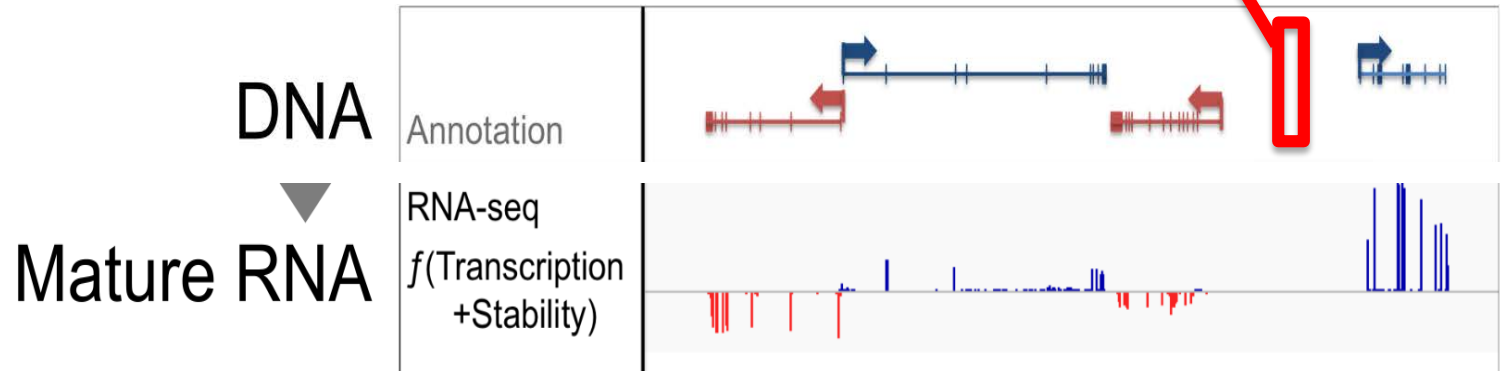 DNA
Annotation
Mature RNA
RNA-seq
ƒ(Transcription
+Stability)